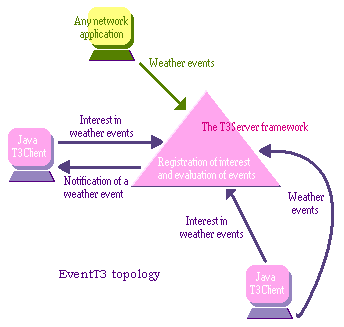 Any network
application
Weather events
The T3Server framework
Interest in
weather events
Java
T3Client
Registration of interest
and evaluation of events
Notification of a
weather event
Weather
events
Interest in
weather events
EventT3 topology
Java
T3Client